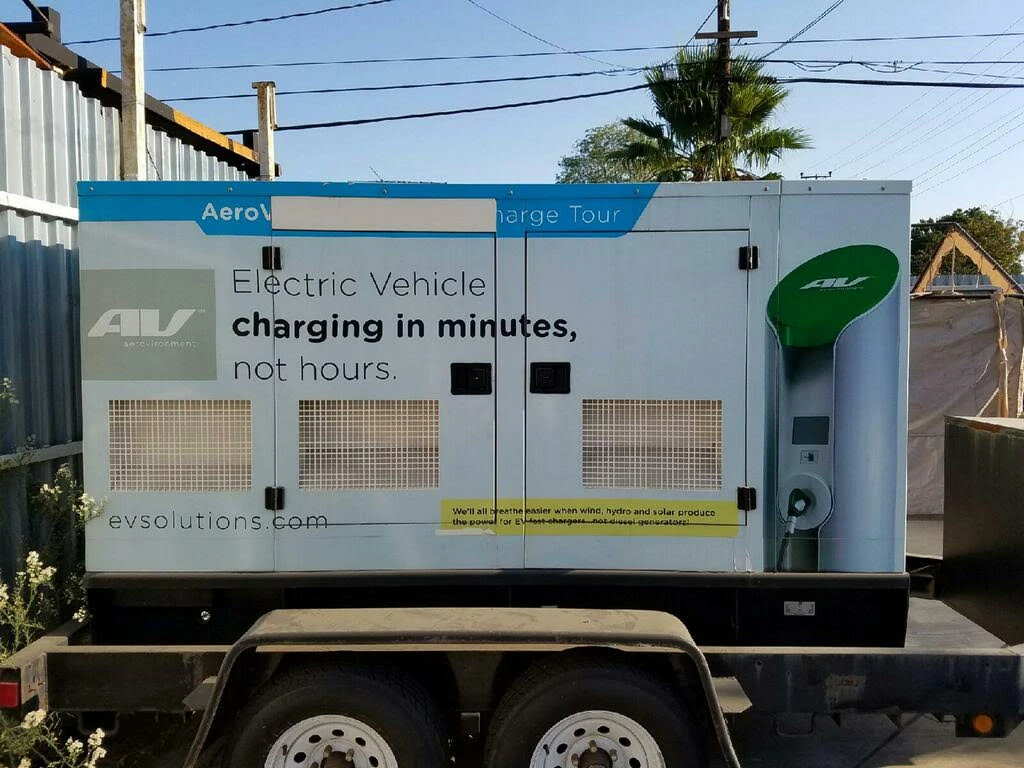 AeroV harge Tour
Electric Vehicle
charging in minutes,
not hours.
AV
aerovironment
evsolutions.com
We'll all breathe easier when wind, hydro and solar produce
the power for EV fast chargers...not diesel generators!
AV